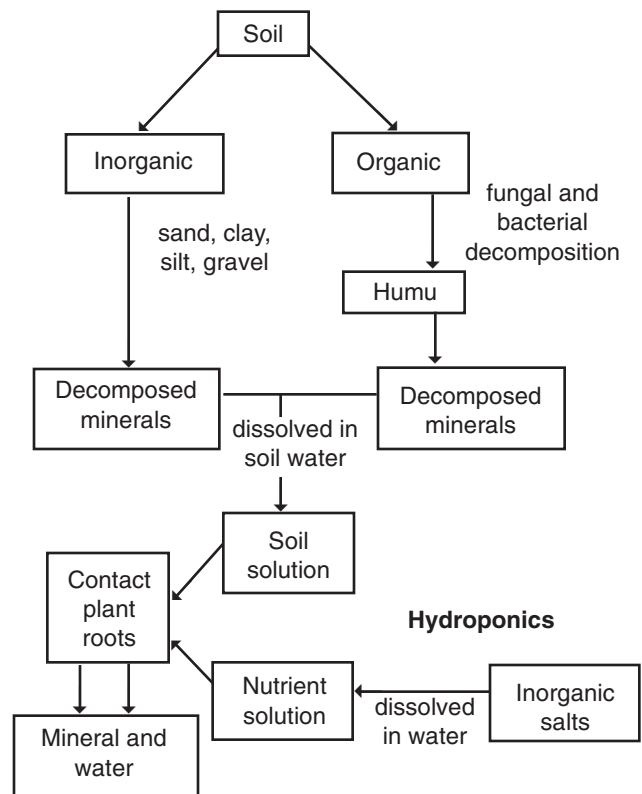 Soil
Inorganic
Organic
sand, clay,
silt, gravel
fungal and
bacterial
decomposition
Humu
Decomposed
minerals
Decomposed
minerals
dissolved in
soil water
Soil
solution
Contact
plant
roots
Hydroponics
Nutrient
solution
dissolved
in water
Inorganic
salts
Mineral and
water